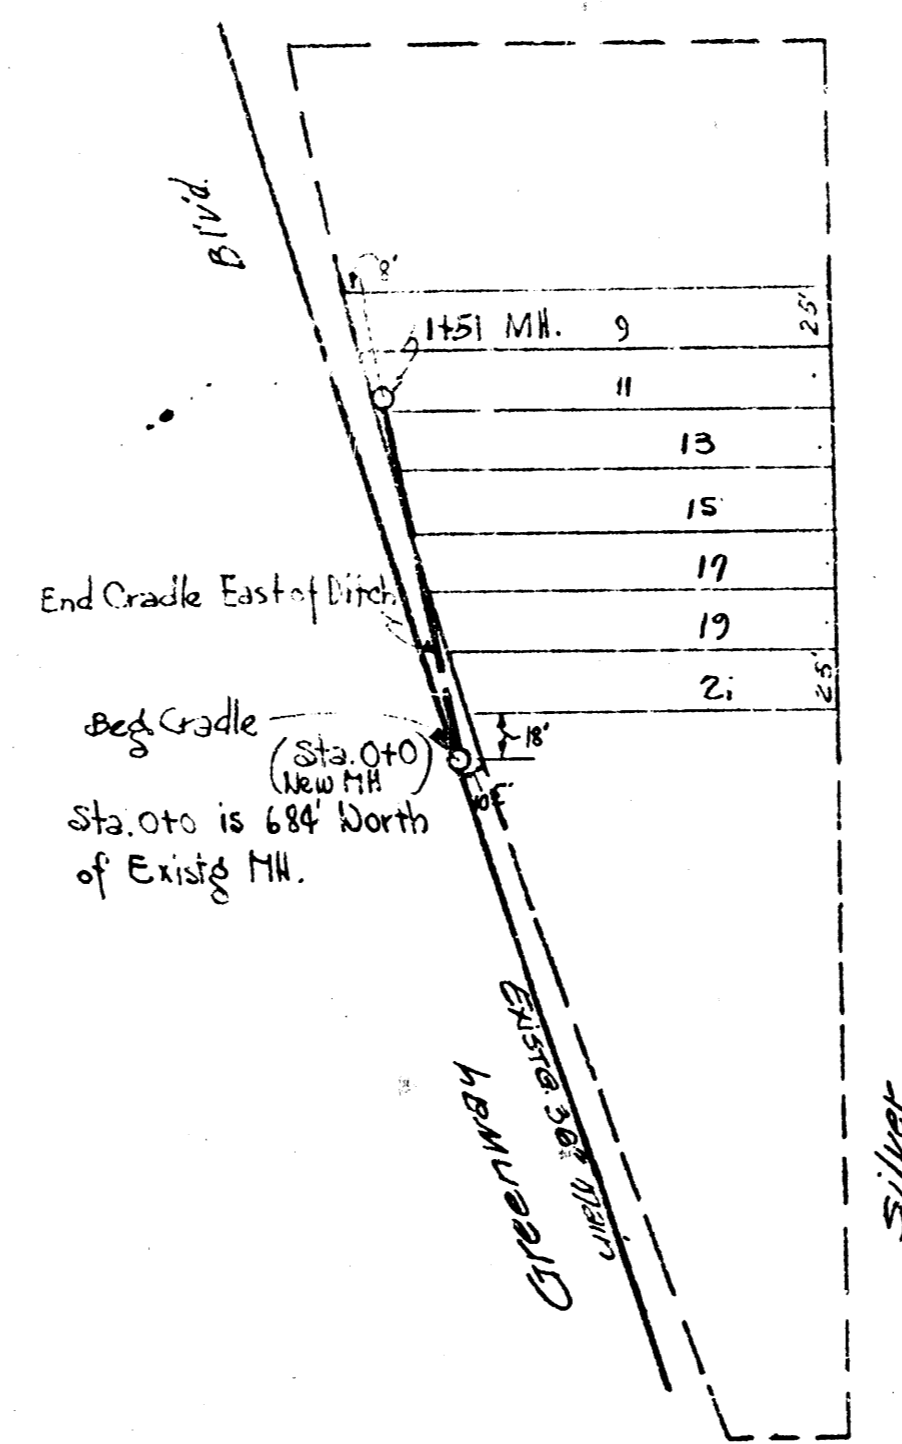 Bl'v'd.
8'
1+51 MH.
9
25'
11
13
15
End Cradle East of Ditch
17
19
21
25'
Beg. Cradle
18'
(Sta. 0+0)
New MH
Sta. 0+0 is 684' North
of Existg MH.
Greenway
Existg. 36" Main
Silver